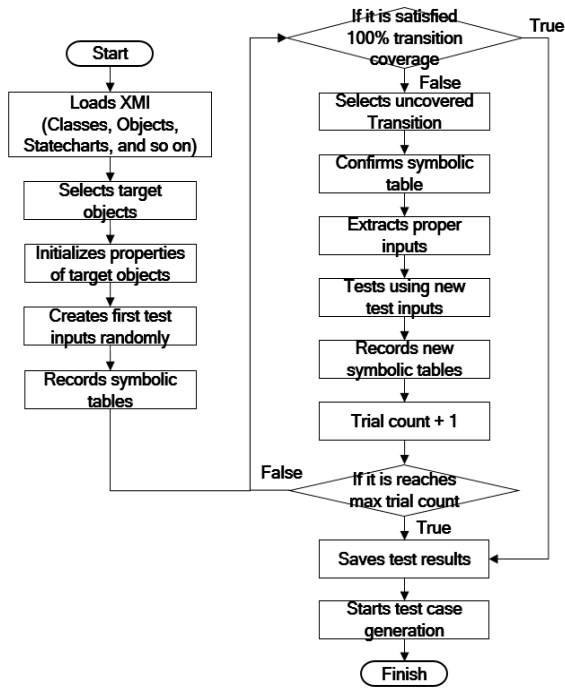 Start
Loads XMI
(Classes, Objects,
Statecharts, and so on)
Selects target
objects
Initializes properties
of target objects
Creates first test
inputs randomly
Records symbolic
tables
If it is satisfied
100% transition
coverage
True
False
Selects uncovered
Transition
Confirms symbolic
table
Extracts proper
inputs
Tests using new
test inputs
Records new
symbolic tables
Trial count + 1
False
If it is reaches
max trial count
True
Saves test results
Starts test case
generation
Finish